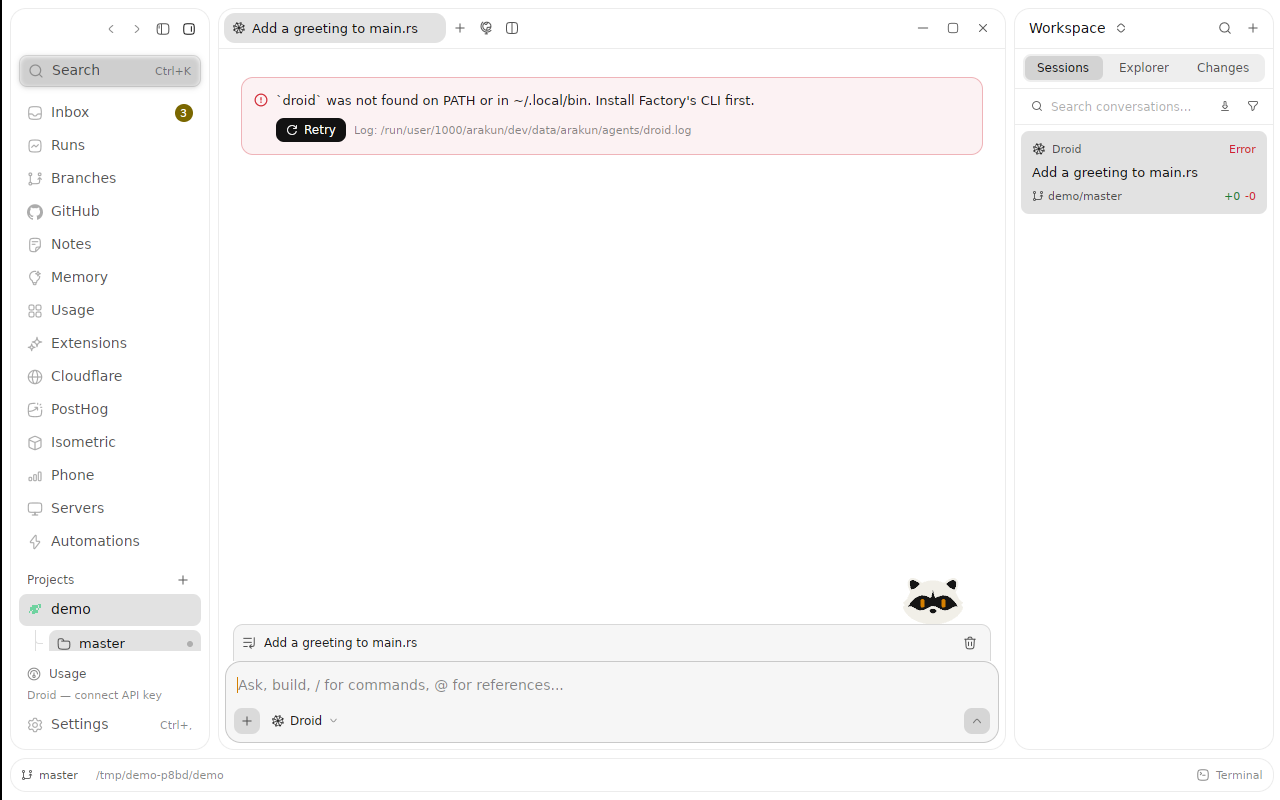 Search Ctrl+K
Inbox 3
Runs
Branches
GitHub
Notes
Memory
Usage
Extensions
Cloudflare
PostHog
Isometric
Phone
Servers
Automations
Projects
demo
master
Usage
Droid — connect API key
Settings Ctrl+,
Add a greeting to main.rs
`droid` was not found on PATH or in ~/.local/bin. Install Factory's CLI first.
Retry Log: /run/user/1000/arakun/dev/data/arakun/agents/droid.log
Add a greeting to main.rs
Ask, build, / for commands, @ for references...
Droid
Workspace
Sessions Explorer Changes
Search conversations...
Droid Error
Add a greeting to main.rs
demo/master +0 -0
master /tmp/demo-p8bd/demo Terminal